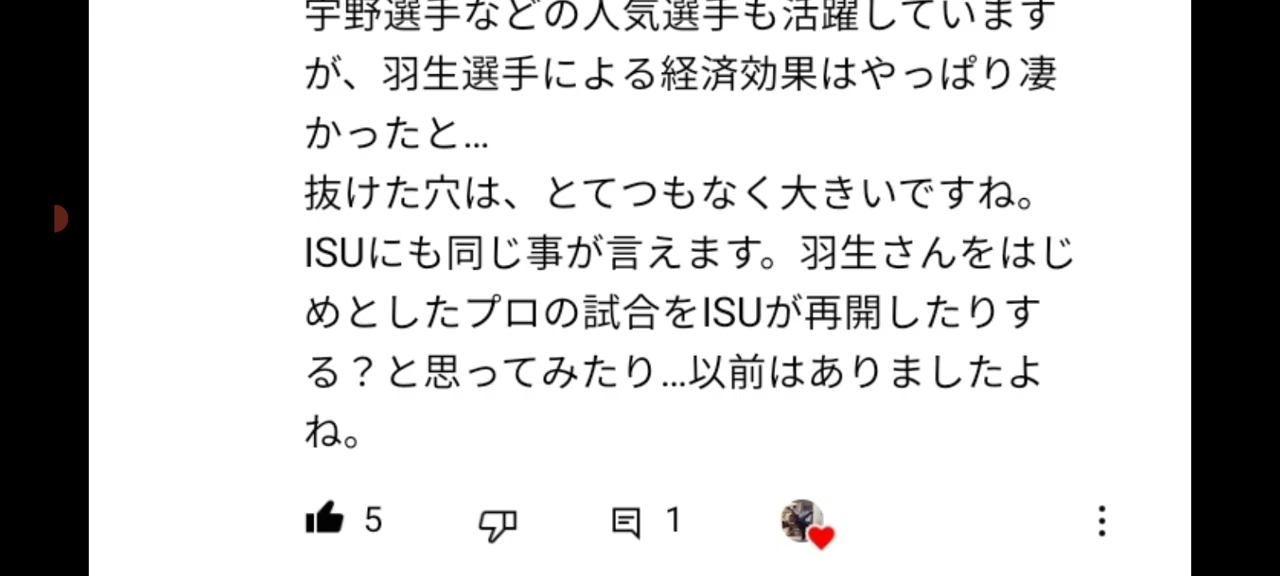 宇野選手などの人気選手も活躍しています
が、羽生選手による経済効果はやっぱり凄
かったと…
抜けた穴は、とてつもなく大きいですね。
ISUにも同じ事が言えます。羽生さんをはじ
めとしたプロの試合をISUが再開したりす
る？と思ってみたり…以前はありましたよ
ね。
5 1